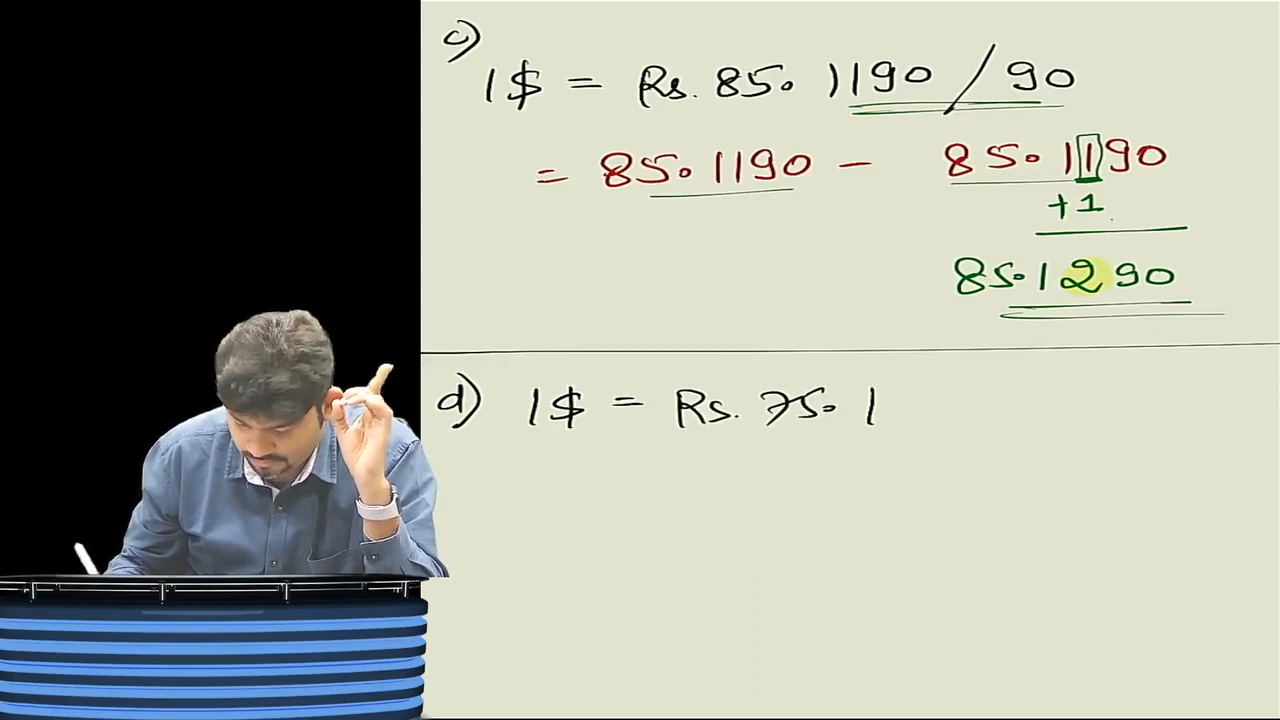 c)
1$ = Rs. 85.1190/90
= 85.1190 - 85.1190
+1
85.1290
d) 1$ = Rs. 75.1